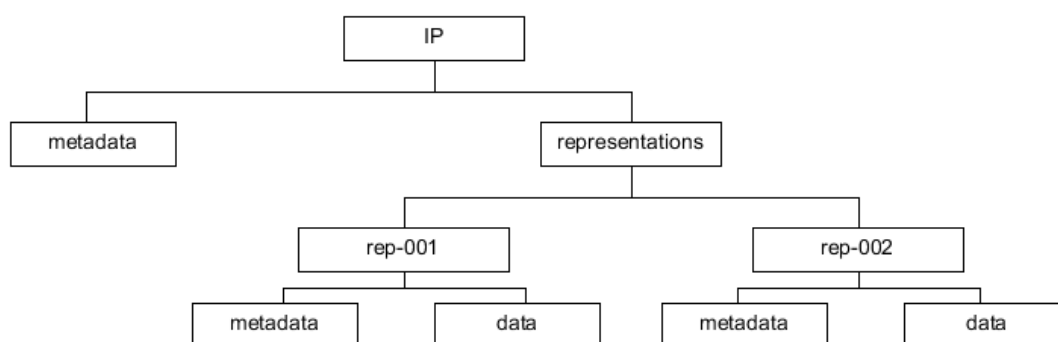 IP
metadata
representations
rep-001
rep-002
metadata
data
metadata
data